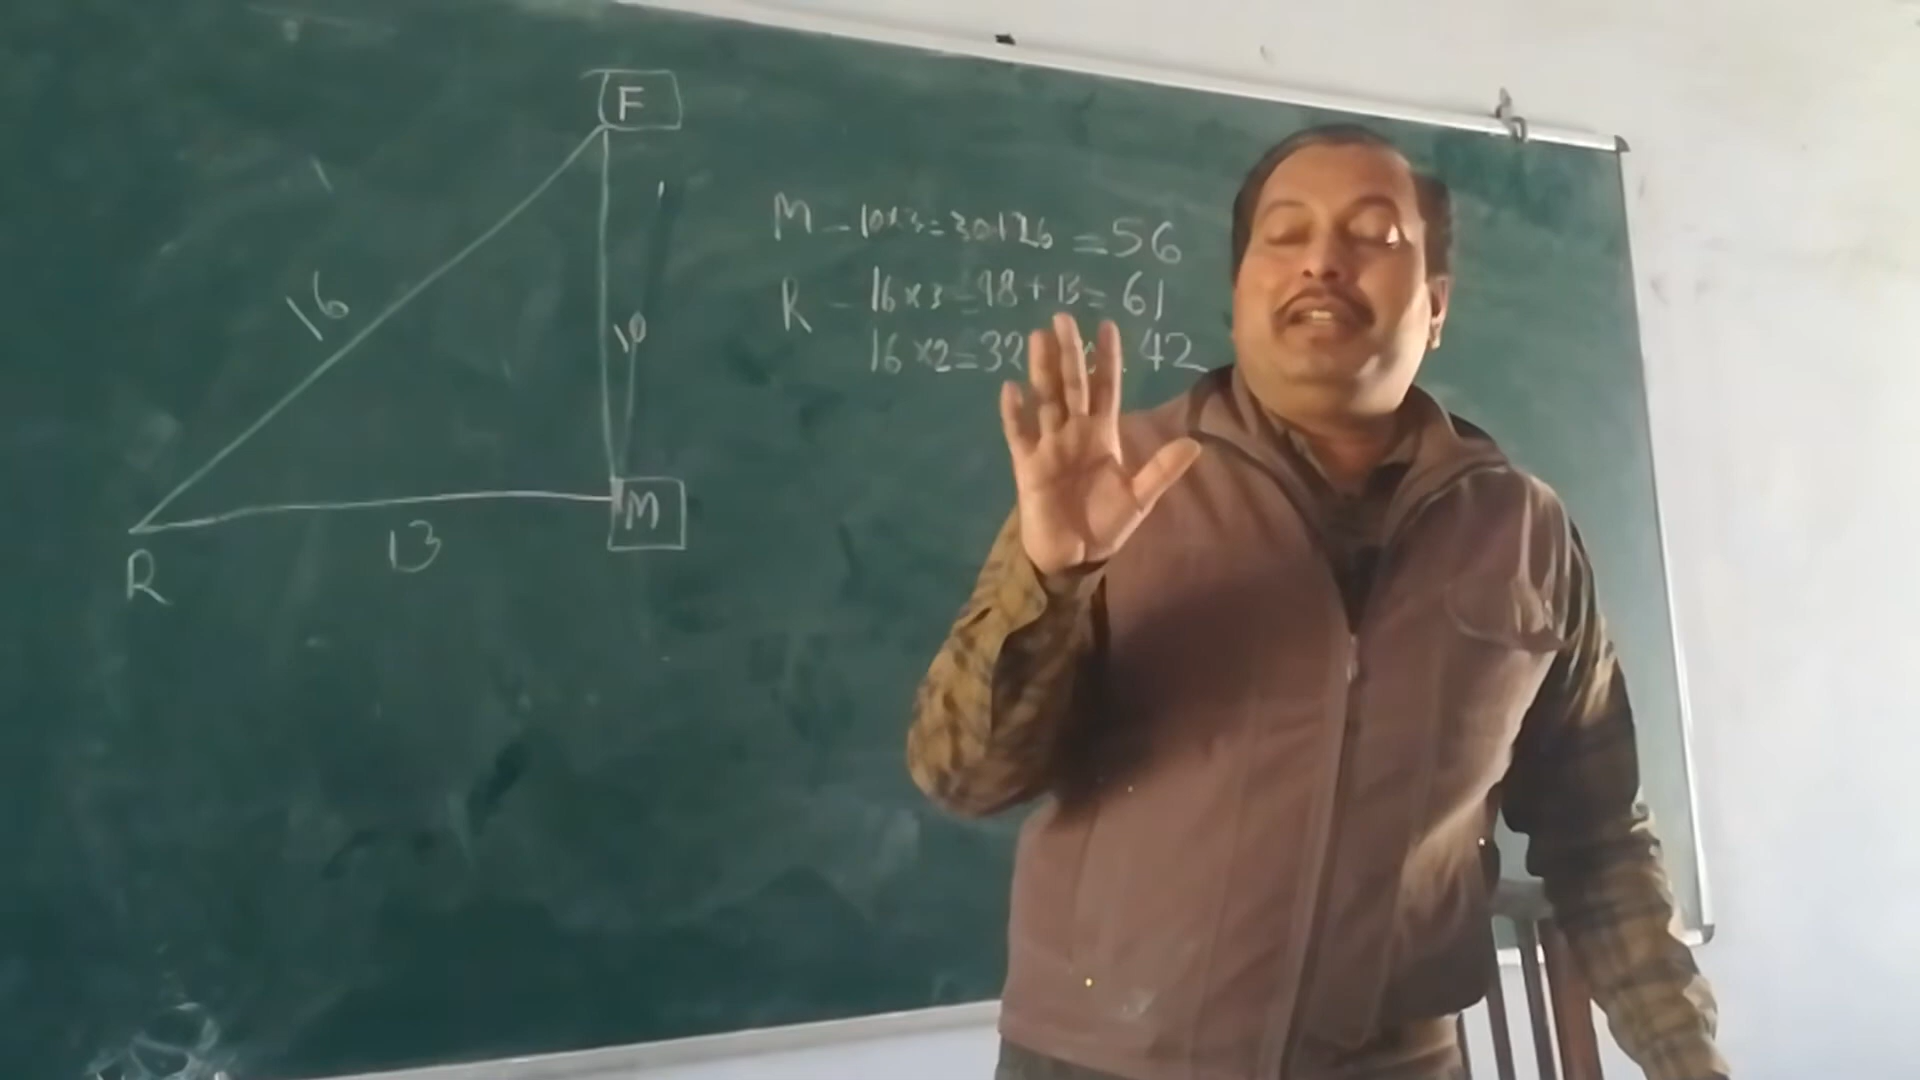 F
M - 10×3=30+26 =56
16
R - 16×3=48+13=61
10
16×2=32 42
M
13
R